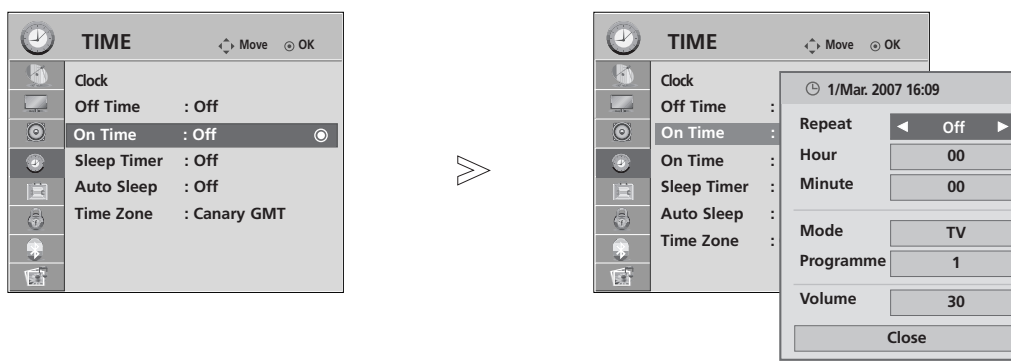 TIME Move OK
Clock
Off Time : Off
On Time : Off
Sleep Timer : Off
Auto Sleep : Off
Time Zone : Canary GMT
TIME Move OK
Clock
Off Time :
On Time :
On Time :
Sleep Timer :
Auto Sleep :
Time Zone :
1/Mar. 2007 16:09
Repeat ◀ Off ▶
Hour 00
Minute 00
Mode TV
Programme 1
Volume 30
Close